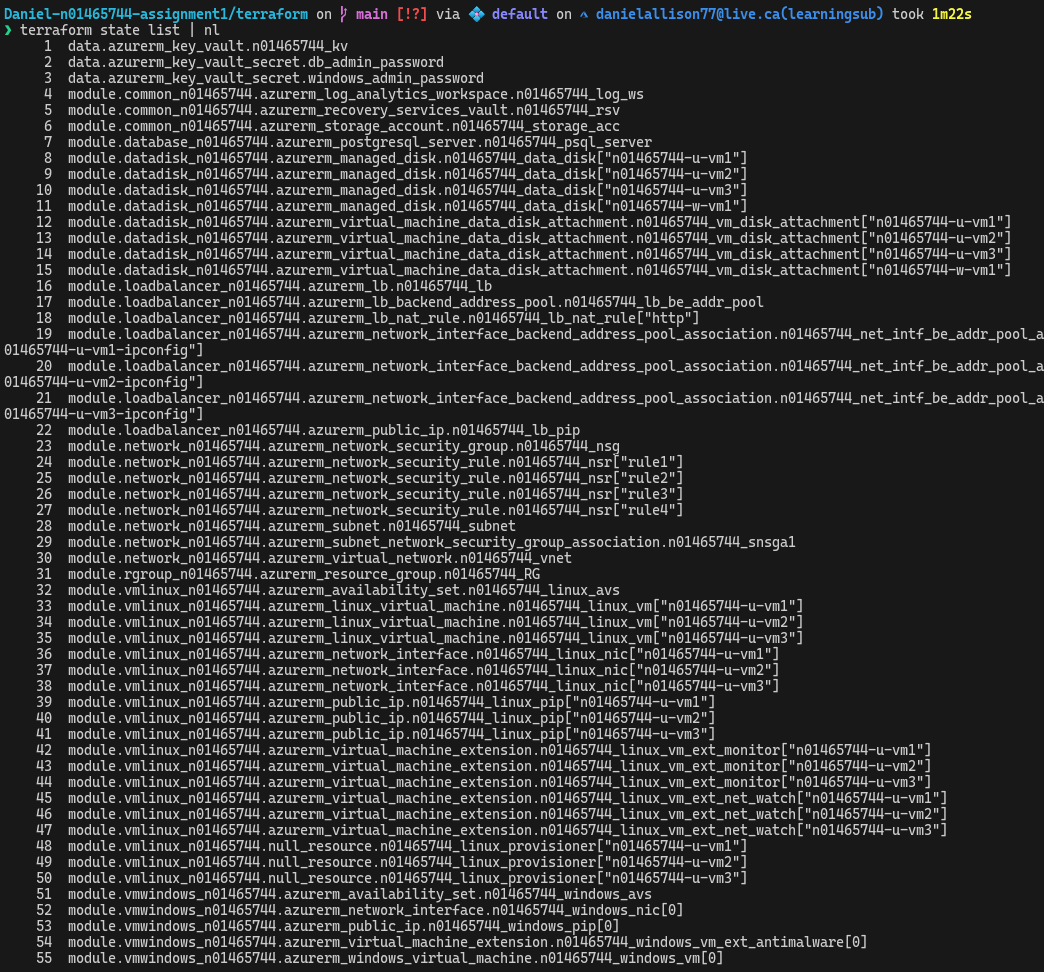 Daniel-n01465744-assignment1/terraform on main [!?] via default on danielallison77@live.ca(learningsub) took 1m22s
❯ terraform state list | nl
1 data.azurerm_key_vault.n01465744_kv
2 data.azurerm_key_vault_secret.db_admin_password
3 data.azurerm_key_vault_secret.windows_admin_password
4 module.common_n01465744.azurerm_log_analytics_workspace.n01465744_log_ws
5 module.common_n01465744.azurerm_recovery_services_vault.n01465744_rsv
6 module.common_n01465744.azurerm_storage_account.n01465744_storage_acc
7 module.database_n01465744.azurerm_postgresql_server.n01465744_psql_server
8 module.datadisk_n01465744.azurerm_managed_disk.n01465744_data_disk["n01465744-u-vm1"]
9 module.datadisk_n01465744.azurerm_managed_disk.n01465744_data_disk["n01465744-u-vm2"]
10 module.datadisk_n01465744.azurerm_managed_disk.n01465744_data_disk["n01465744-u-vm3"]
11 module.datadisk_n01465744.azurerm_managed_disk.n01465744_data_disk["n01465744-w-vm1"]
12 module.datadisk_n01465744.azurerm_virtual_machine_data_disk_attachment.n01465744_vm_disk_attachment["n01465744-u-vm1"]
13 module.datadisk_n01465744.azurerm_virtual_machine_data_disk_attachment.n01465744_vm_disk_attachment["n01465744-u-vm2"]
14 module.datadisk_n01465744.azurerm_virtual_machine_data_disk_attachment.n01465744_vm_disk_attachment["n01465744-u-vm3"]
15 module.datadisk_n01465744.azurerm_virtual_machine_data_disk_attachment.n01465744_vm_disk_attachment["n01465744-w-vm1"]
16 module.loadbalancer_n01465744.azurerm_lb.n01465744_lb
17 module.loadbalancer_n01465744.azurerm_lb_backend_address_pool.n01465744_lb_be_addr_pool
18 module.loadbalancer_n01465744.azurerm_lb_nat_rule.n01465744_lb_nat_rule["http"]
19 module.loadbalancer_n01465744.azurerm_network_interface_backend_address_pool_association.n01465744_net_intf_be_addr_pool_a
01465744-u-vm1-ipconfig"]
20 module.loadbalancer_n01465744.azurerm_network_interface_backend_address_pool_association.n01465744_net_intf_be_addr_pool_a
01465744-u-vm2-ipconfig"]
21 module.loadbalancer_n01465744.azurerm_network_interface_backend_address_pool_association.n01465744_net_intf_be_addr_pool_a
01465744-u-vm3-ipconfig"]
22 module.loadbalancer_n01465744.azurerm_public_ip.n01465744_lb_pip
23 module.network_n01465744.azurerm_network_security_group.n01465744_nsg
24 module.network_n01465744.azurerm_network_security_rule.n01465744_nsr["rule1"]
25 module.network_n01465744.azurerm_network_security_rule.n01465744_nsr["rule2"]
26 module.network_n01465744.azurerm_network_security_rule.n01465744_nsr["rule3"]
27 module.network_n01465744.azurerm_network_security_rule.n01465744_nsr["rule4"]
28 module.network_n01465744.azurerm_subnet.n01465744_subnet
29 module.network_n01465744.azurerm_subnet_network_security_group_association.n01465744_snsga1
30 module.network_n01465744.azurerm_virtual_network.n01465744_vnet
31 module.rgroup_n01465744.azurerm_resource_group.n01465744_RG
32 module.vmlinux_n01465744.azurerm_availability_set.n01465744_linux_avs
33 module.vmlinux_n01465744.azurerm_linux_virtual_machine.n01465744_linux_vm["n01465744-u-vm1"]
34 module.vmlinux_n01465744.azurerm_linux_virtual_machine.n01465744_linux_vm["n01465744-u-vm2"]
35 module.vmlinux_n01465744.azurerm_linux_virtual_machine.n01465744_linux_vm["n01465744-u-vm3"]
36 module.vmlinux_n01465744.azurerm_network_interface.n01465744_linux_nic["n01465744-u-vm1"]
37 module.vmlinux_n01465744.azurerm_network_interface.n01465744_linux_nic["n01465744-u-vm2"]
38 module.vmlinux_n01465744.azurerm_network_interface.n01465744_linux_nic["n01465744-u-vm3"]
39 module.vmlinux_n01465744.azurerm_public_ip.n01465744_linux_pip["n01465744-u-vm1"]
40 module.vmlinux_n01465744.azurerm_public_ip.n01465744_linux_pip["n01465744-u-vm2"]
41 module.vmlinux_n01465744.azurerm_public_ip.n01465744_linux_pip["n01465744-u-vm3"]
42 module.vmlinux_n01465744.azurerm_virtual_machine_extension.n01465744_linux_vm_ext_monitor["n01465744-u-vm1"]
43 module.vmlinux_n01465744.azurerm_virtual_machine_extension.n01465744_linux_vm_ext_monitor["n01465744-u-vm2"]
44 module.vmlinux_n01465744.azurerm_virtual_machine_extension.n01465744_linux_vm_ext_monitor["n01465744-u-vm3"]
45 module.vmlinux_n01465744.azurerm_virtual_machine_extension.n01465744_linux_vm_ext_net_watch["n01465744-u-vm1"]
46 module.vmlinux_n01465744.azurerm_virtual_machine_extension.n01465744_linux_vm_ext_net_watch["n01465744-u-vm2"]
47 module.vmlinux_n01465744.azurerm_virtual_machine_extension.n01465744_linux_vm_ext_net_watch["n01465744-u-vm3"]
48 module.vmlinux_n01465744.null_resource.n01465744_linux_provisioner["n01465744-u-vm1"]
49 module.vmlinux_n01465744.null_resource.n01465744_linux_provisioner["n01465744-u-vm2"]
50 module.vmlinux_n01465744.null_resource.n01465744_linux_provisioner["n01465744-u-vm3"]
51 module.vmwindows_n01465744.azurerm_availability_set.n01465744_windows_avs
52 module.vmwindows_n01465744.azurerm_network_interface.n01465744_windows_nic[0]
53 module.vmwindows_n01465744.azurerm_public_ip.n01465744_windows_pip[0]
54 module.vmwindows_n01465744.azurerm_virtual_machine_extension.n01465744_windows_vm_ext_antimalware[0]
55 module.vmwindows_n01465744.azurerm_windows_virtual_machine.n01465744_windows_vm[0]